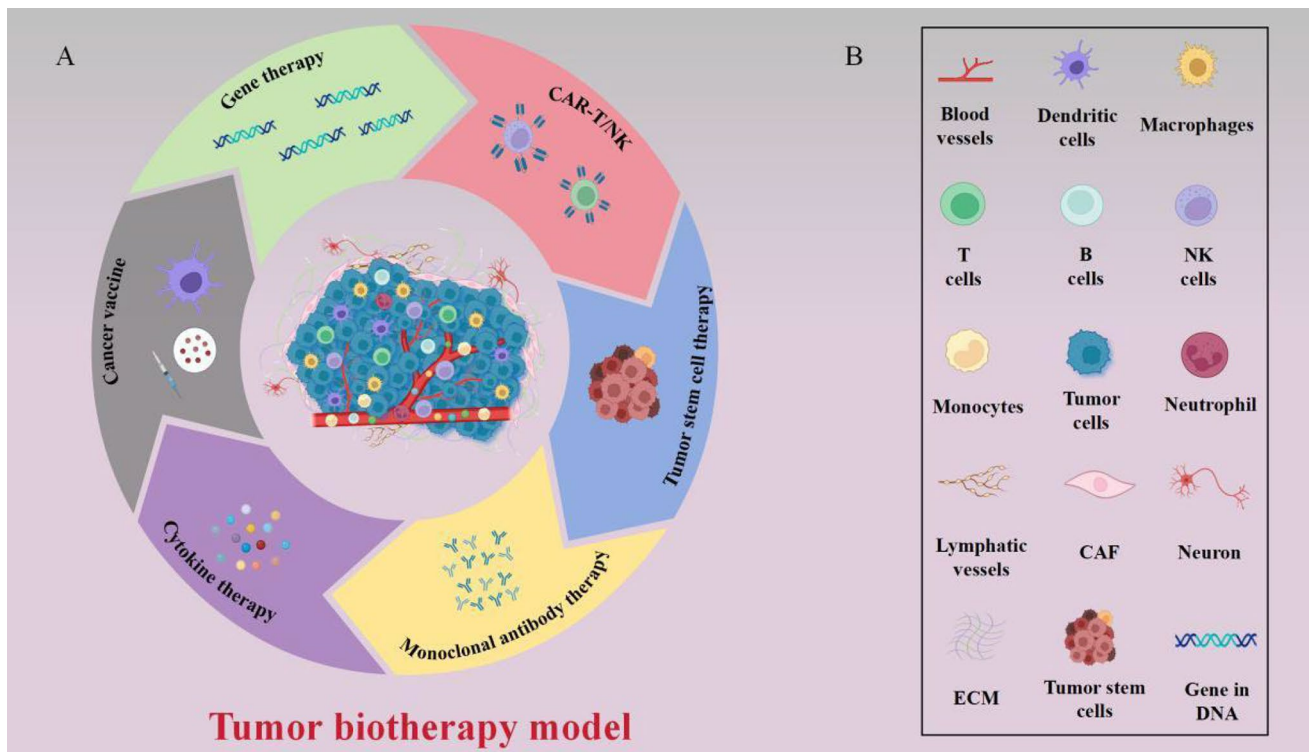 A
Gene therapy
CAR-T/NK
Tumor stem cell therapy
Monoclonal antibody therapy
Cytokine therapy
Cancer vaccine
Tumor biotherapy model
B
Blood
vessels
Dendritic
cells
Macrophages
T
cells
B
cells
NK
cells
Monocytes
Tumor
cells
Neutrophil
Lymphatic
vessels
CAF
Neuron
ECM
Tumor stem
cells
Gene in
DNA